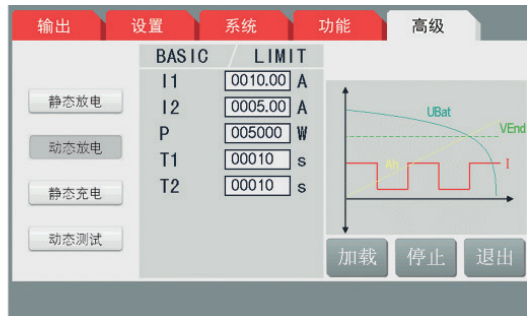 输出 设置 系统 功能 高级
BASIC / LIMIT
静态放电
动态放电
静态充电
动态测试
I1 0010.00 A
I2 0005.00 A
P 005000 W
T1 00010 s
T2 00010 s
UBat
VEnd
Ah
I
加载 停止 退出